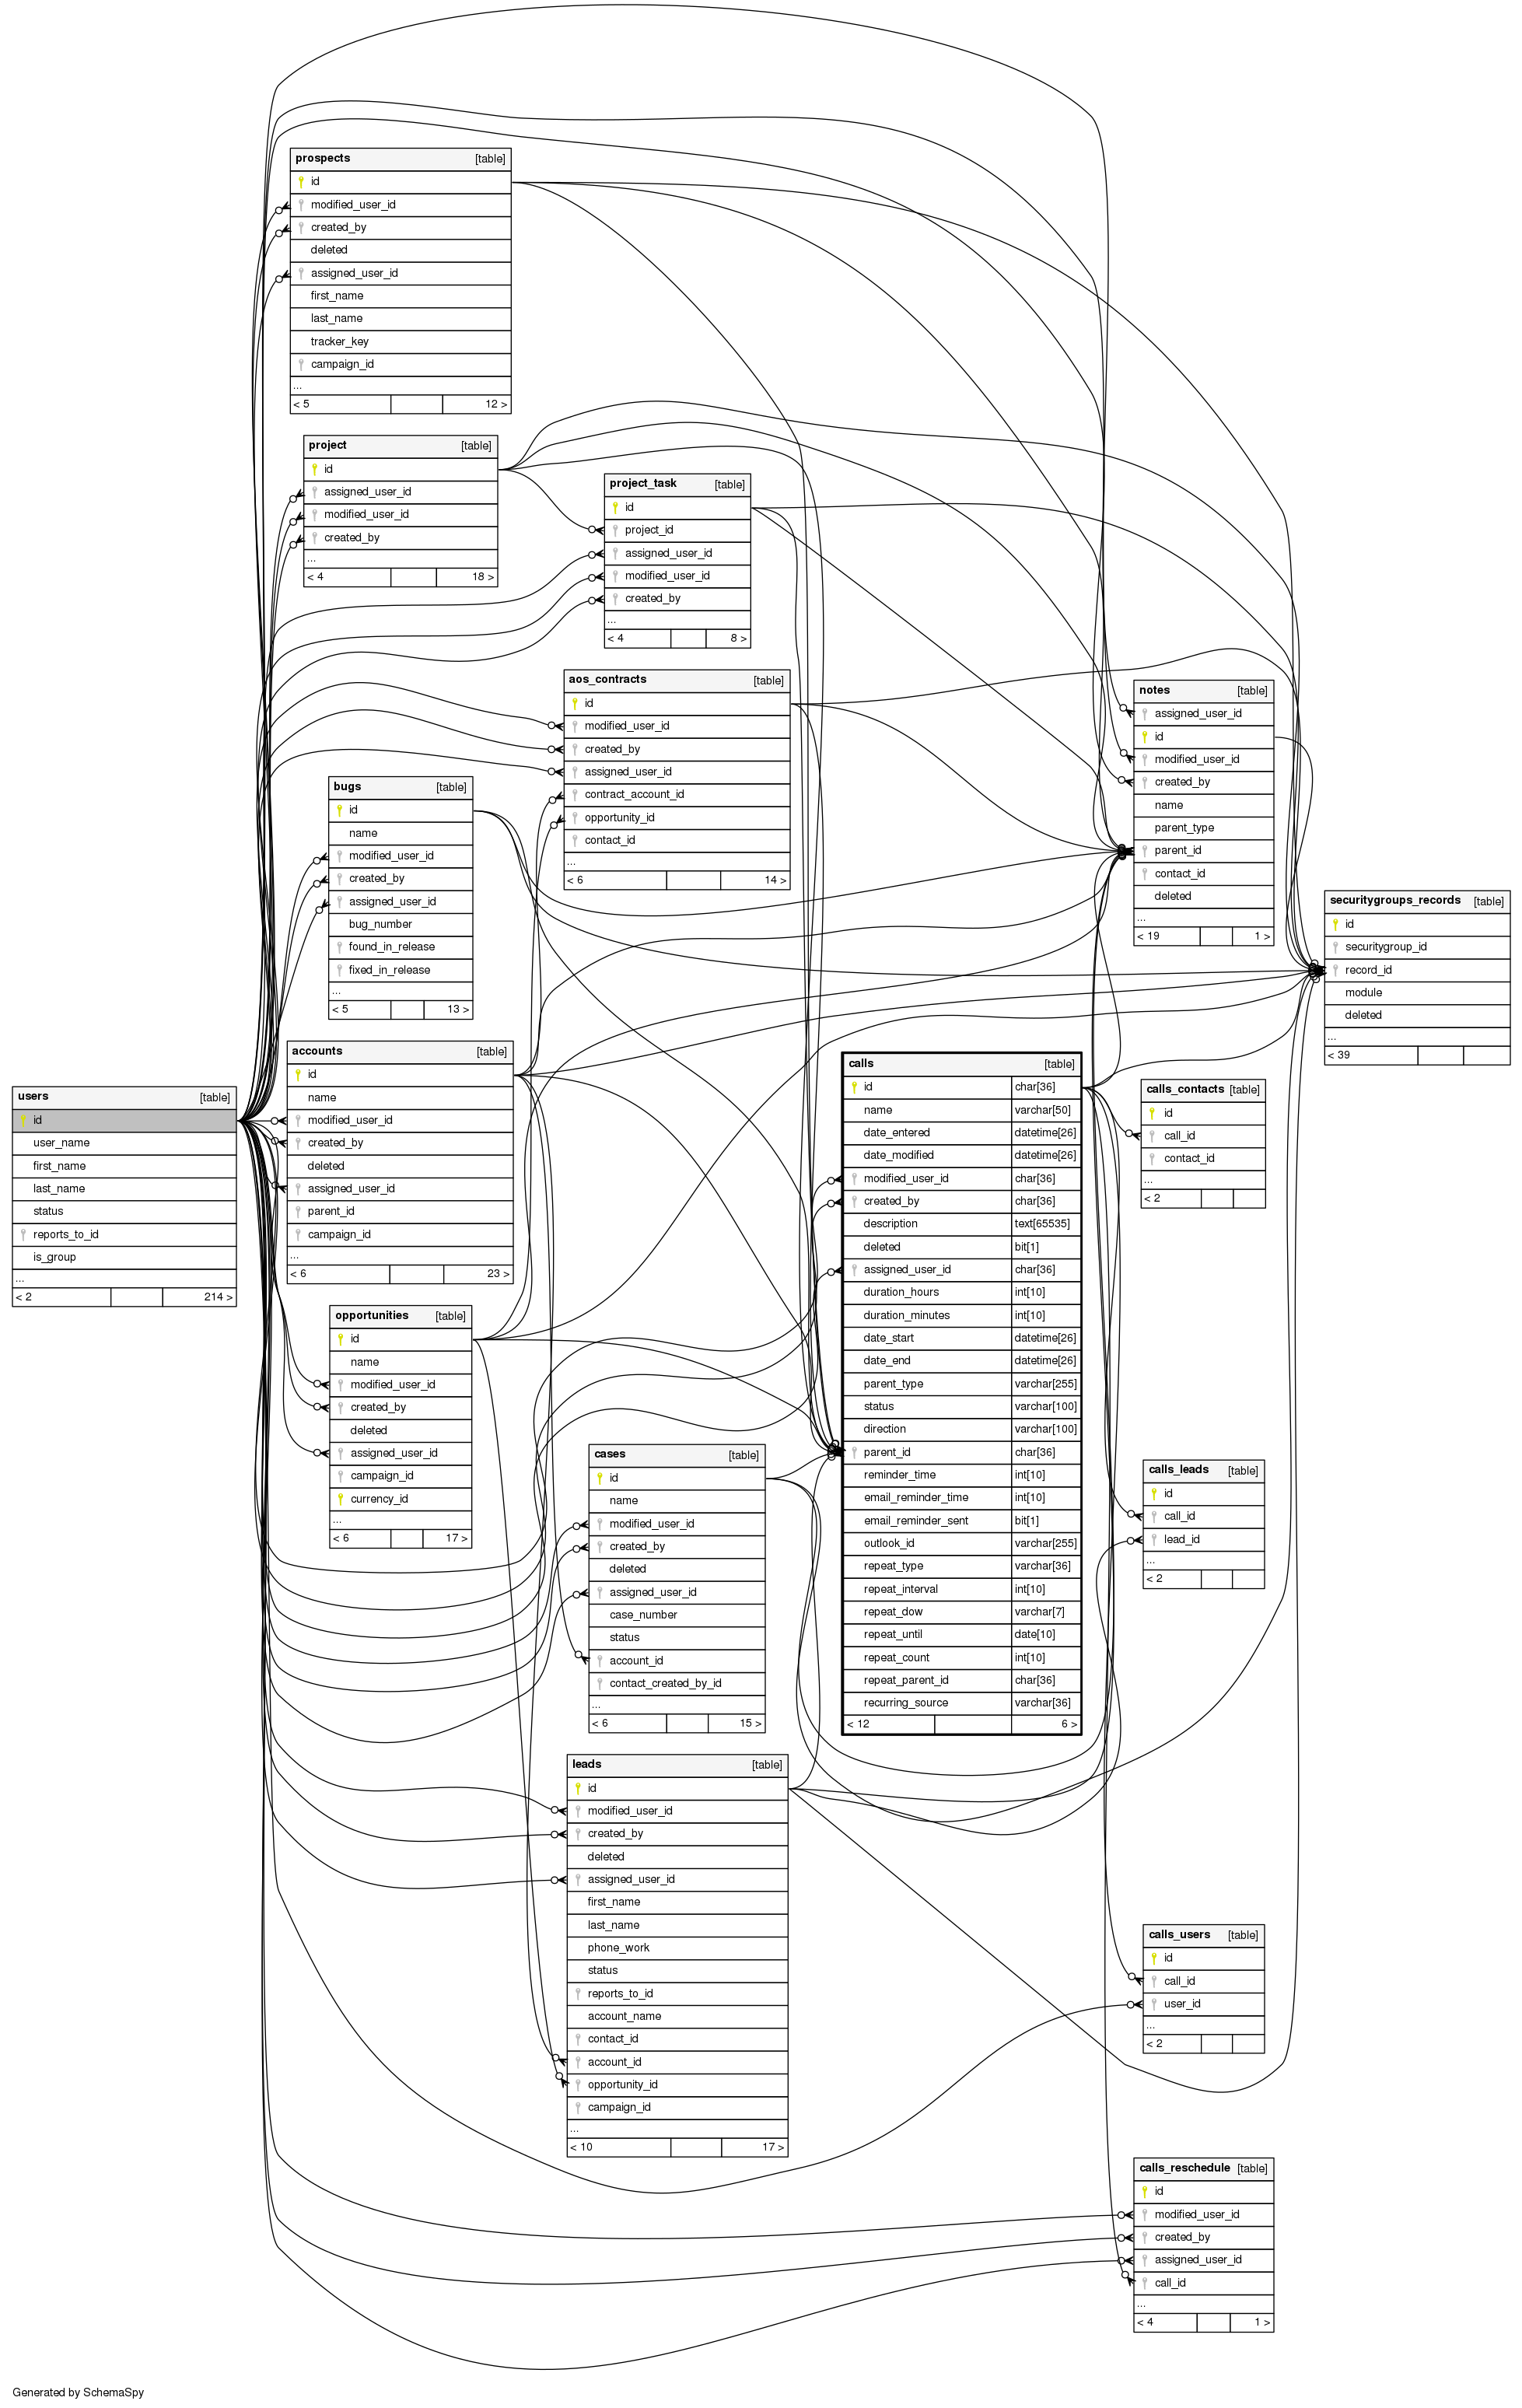 prospects [table]
id
modified_user_id
created_by
deleted
assigned_user_id
first_name
last_name
tracker_key
campaign_id
...
< 5 12 >
project [table]
id
assigned_user_id
modified_user_id
created_by
...
< 4 18 >
project_task [table]
id
project_id
assigned_user_id
modified_user_id
created_by
...
< 4 8 >
aos_contracts [table]
id
modified_user_id
created_by
assigned_user_id
contract_account_id
opportunity_id
contact_id
...
< 6 14 >
notes [table]
assigned_user_id
id
modified_user_id
created_by
name
parent_type
parent_id
contact_id
deleted
...
< 19 1 >
bugs [table]
id
name
modified_user_id
created_by
assigned_user_id
bug_number
found_in_release
fixed_in_release
...
< 5 13 >
securitygroups_records [table]
id
securitygroup_id
record_id
module
deleted
...
< 39
accounts [table]
id
name
modified_user_id
created_by
deleted
assigned_user_id
parent_id
campaign_id
...
< 6 23 >
users [table]
id
user_name
first_name
last_name
status
reports_to_id
is_group
...
< 2 214 >
calls [table]
id char[36]
name varchar[50]
date_entered datetime[26]
date_modified datetime[26]
modified_user_id char[36]
created_by char[36]
description text[65535]
deleted bit[1]
assigned_user_id char[36]
duration_hours int[10]
duration_minutes int[10]
date_start datetime[26]
date_end datetime[26]
parent_type varchar[255]
status varchar[100]
direction varchar[100]
parent_id char[36]
reminder_time int[10]
email_reminder_time int[10]
email_reminder_sent bit[1]
outlook_id varchar[255]
repeat_type varchar[36]
repeat_interval int[10]
repeat_dow varchar[7]
repeat_until date[10]
repeat_count int[10]
repeat_parent_id char[36]
recurring_source varchar[36]
< 12 6 >
calls_contacts [table]
id
call_id
contact_id
...
< 2
opportunities [table]
id
name
modified_user_id
created_by
deleted
assigned_user_id
campaign_id
currency_id
...
< 6 17 >
cases [table]
id
name
modified_user_id
created_by
deleted
assigned_user_id
case_number
status
account_id
contact_created_by_id
...
< 6 15 >
calls_leads [table]
id
call_id
lead_id
...
< 2
leads [table]
id
modified_user_id
created_by
deleted
assigned_user_id
first_name
last_name
phone_work
status
reports_to_id
account_name
contact_id
account_id
opportunity_id
campaign_id
...
< 10 17 >
calls_users [table]
id
call_id
user_id
...
< 2
calls_reschedule [table]
id
modified_user_id
created_by
assigned_user_id
call_id
...
< 4 1 >
Generated by SchemaSpy